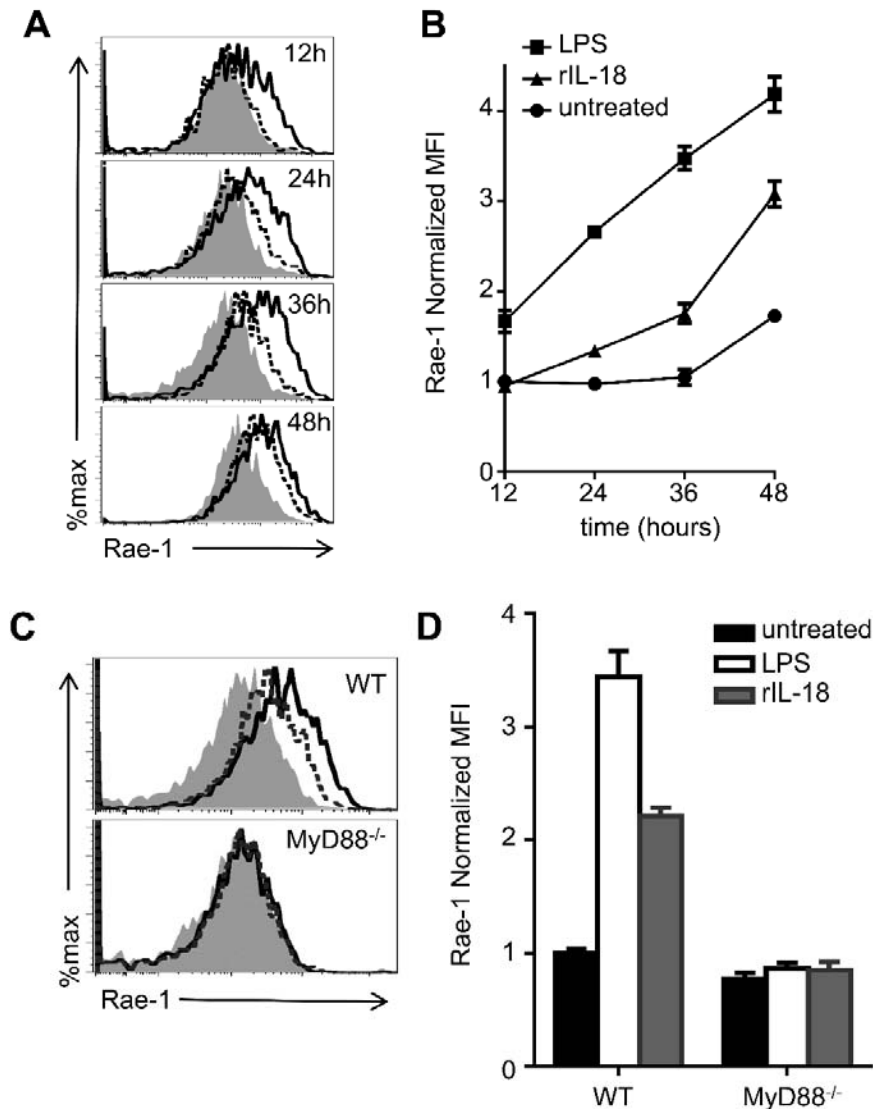 A
12h
24h
36h
48h
%max
Rae-1
B
LPS
rIL-18
untreated
Rae-1 Normalized MFI
4
3
2
1
0
12 24 36 48
time (hours)
C
WT
MyD88-/-
%max
Rae-1
D
untreated
LPS
rIL-18
Rae-1 Normalized MFI
4
3
2
1
0
WT MyD88-/-